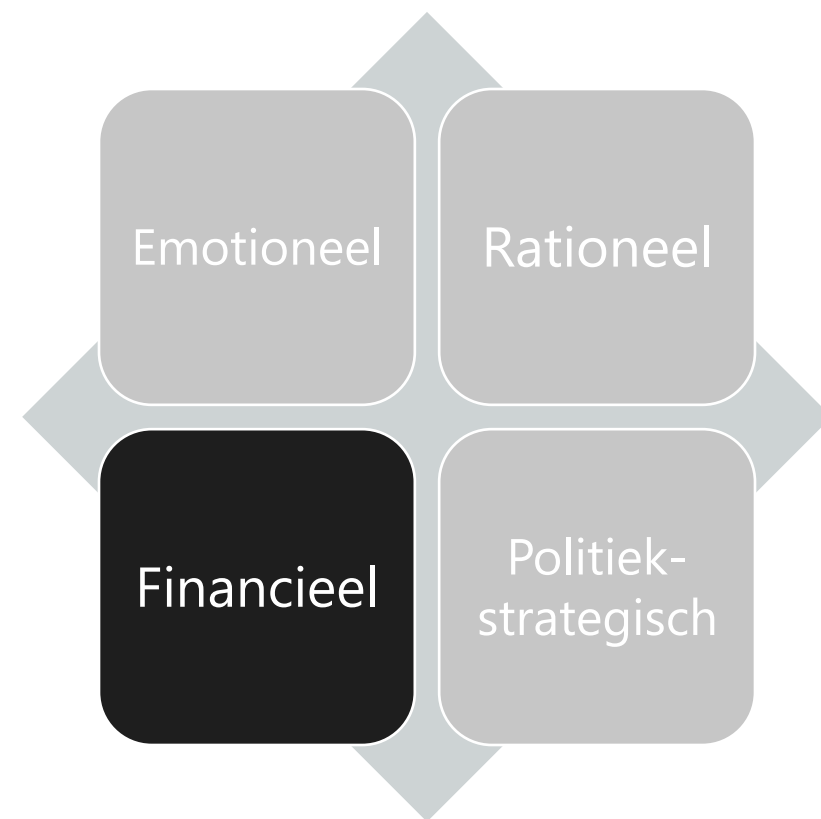 Emotioneel
Rationeel
Financieel
Politiek-
strategisch